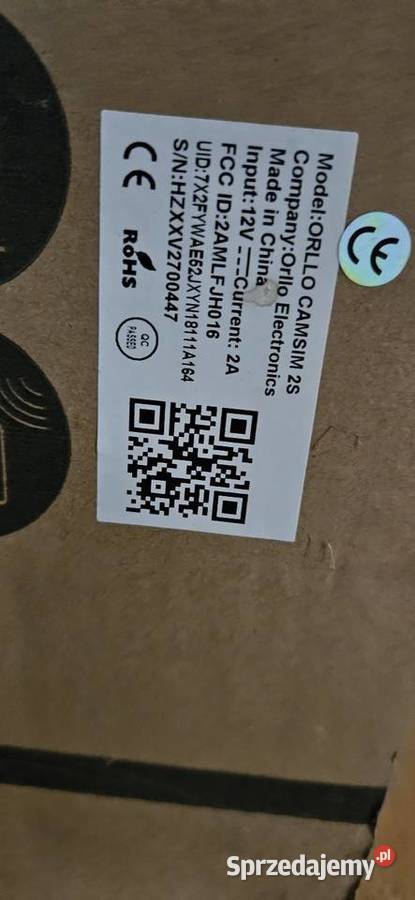 Model:ORLLO CAMSIM 2S
Company:Orllo Electronics
Made in China
Input:12V ⎓Current: 2A
FCC ID:2AMLFJH016
UID:7X2FYWAE62JXYN18111A164
S/N:HZXXV2700447
CE
RoHS
QC
PASSED
CE
Sprzedajemy.pl